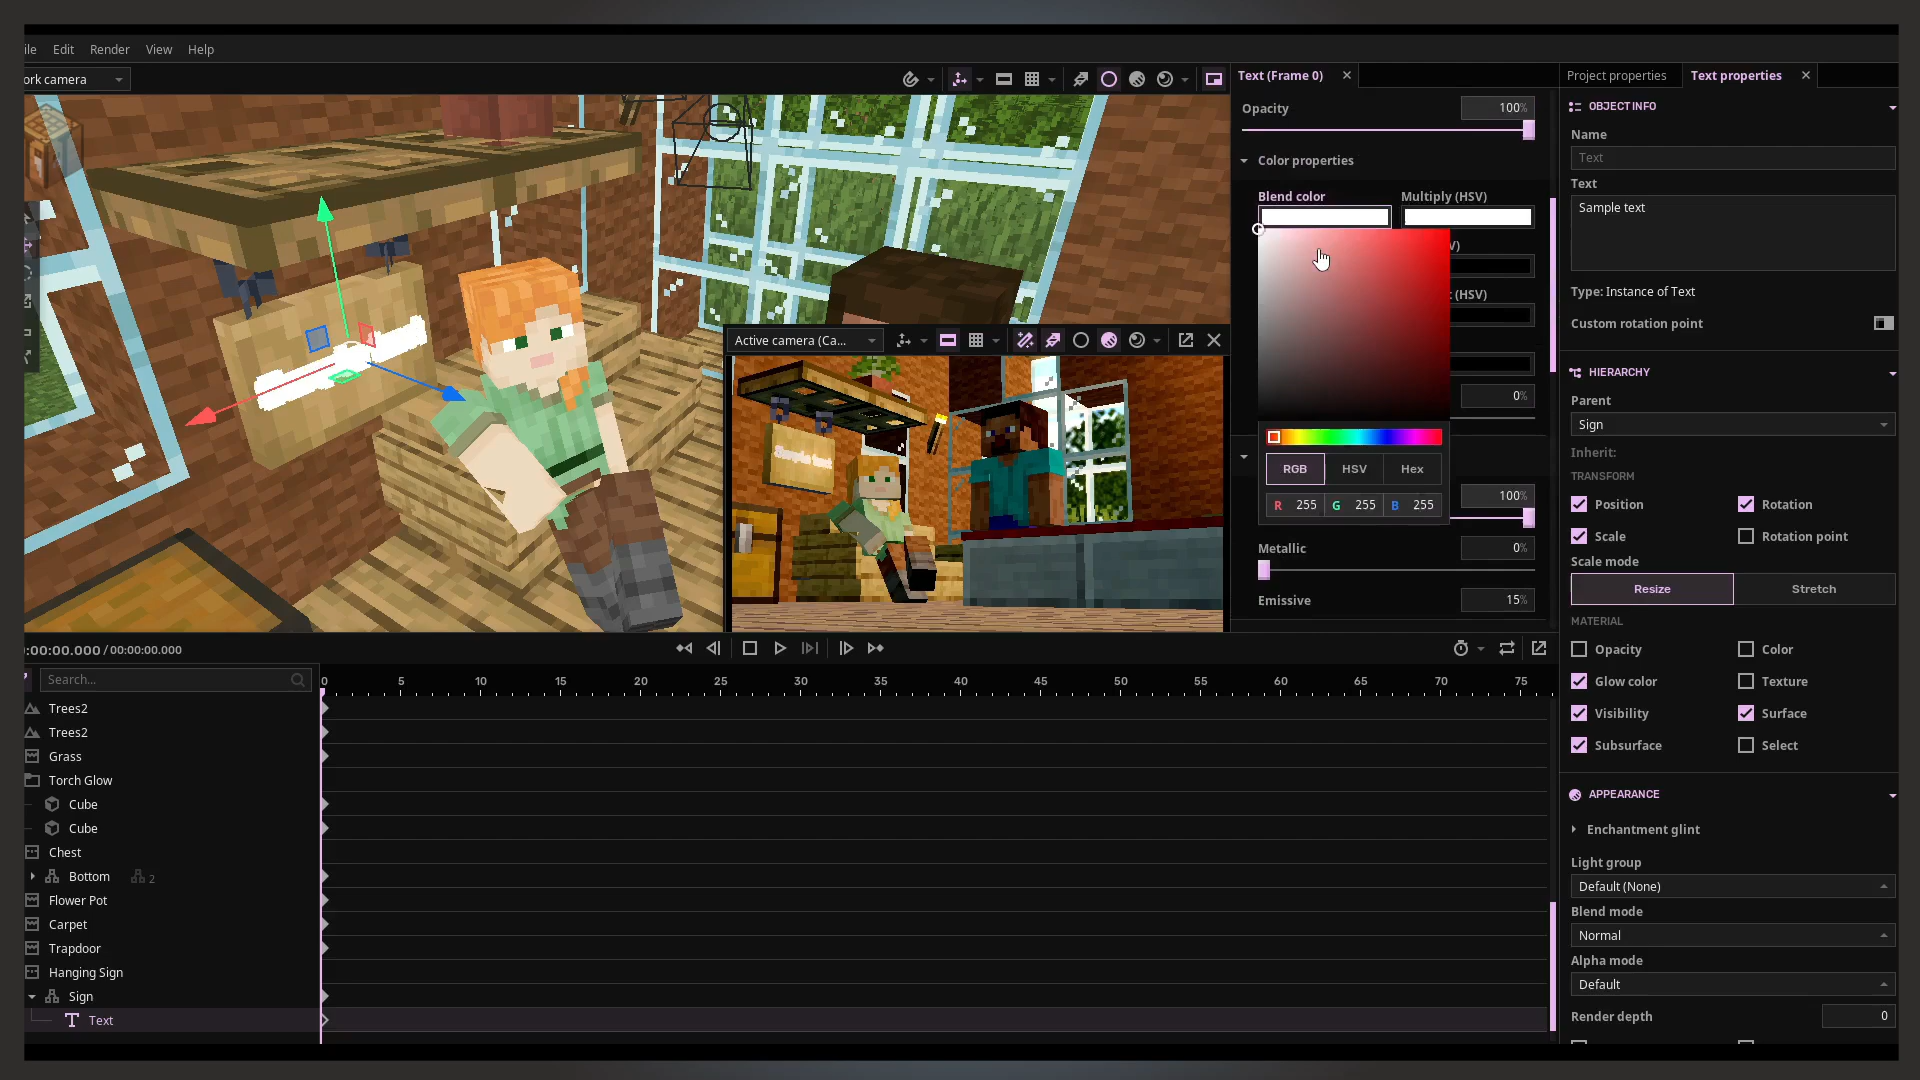 ile Edit Render View Help
ork camera
Active camera (Ca...
Text (Frame 0)
Opacity 100%
Color properties
Blend color Multiply (HSV)
V)
(HSV)
0%
RGB HSV Hex
R 255 G 255 B 255
100%
Metallic 0%
Emissive 15%
Project properties Text properties
OBJECT INFO
Name
Text
Text
Sample text
Type: Instance of Text
Custom rotation point
HIERARCHY
Parent
Sign
Inherit:
TRANSFORM
Position Rotation
Scale Rotation point
Scale mode
Resize Stretch
MATERIAL
Opacity Color
Glow color Texture
Visibility Surface
Subsurface Select
APPEARANCE
Enchantment glint
Light group
Default (None)
Blend mode
Normal
Alpha mode
Default
Render depth 0
:00:00.000 / 00:00:00.000
Search...
0 5 10 15 20 25 30 35 40 45 50 55 60 65 70 75
Trees2
Trees2
Grass
Torch Glow
Cube
Cube
Chest
Bottom 2
Flower Pot
Carpet
Trapdoor
Hanging Sign
Sign
Text